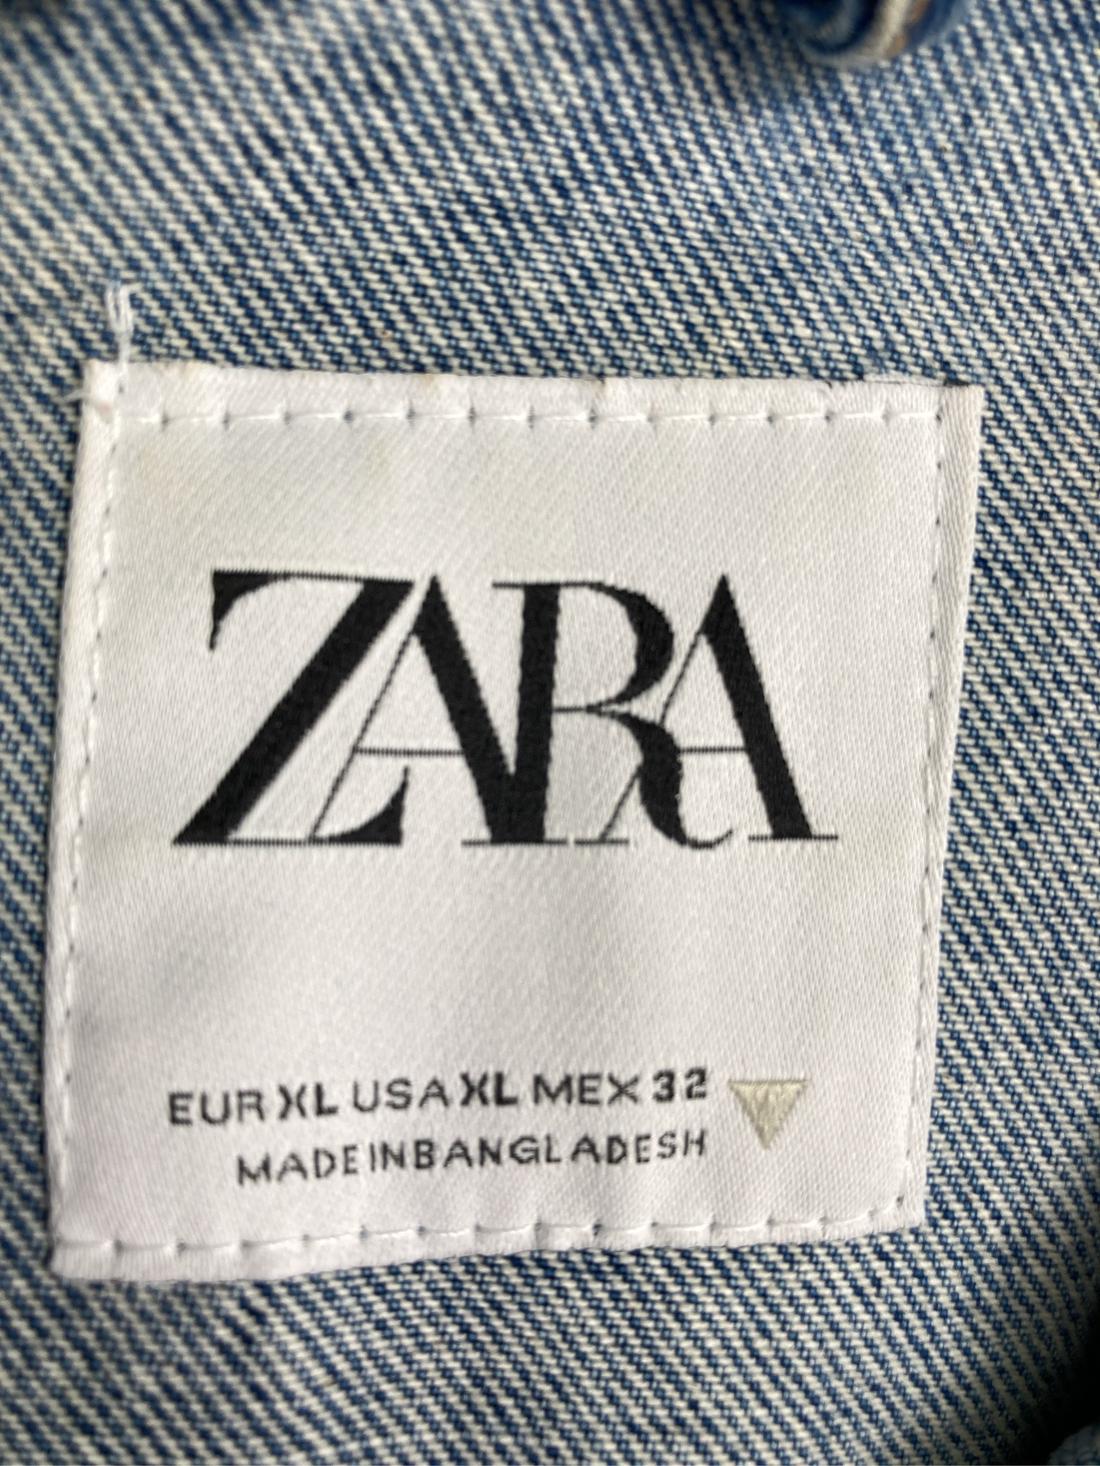 ZARA
EUR XL USA XL MEX 32
MADE IN BANGLADESH